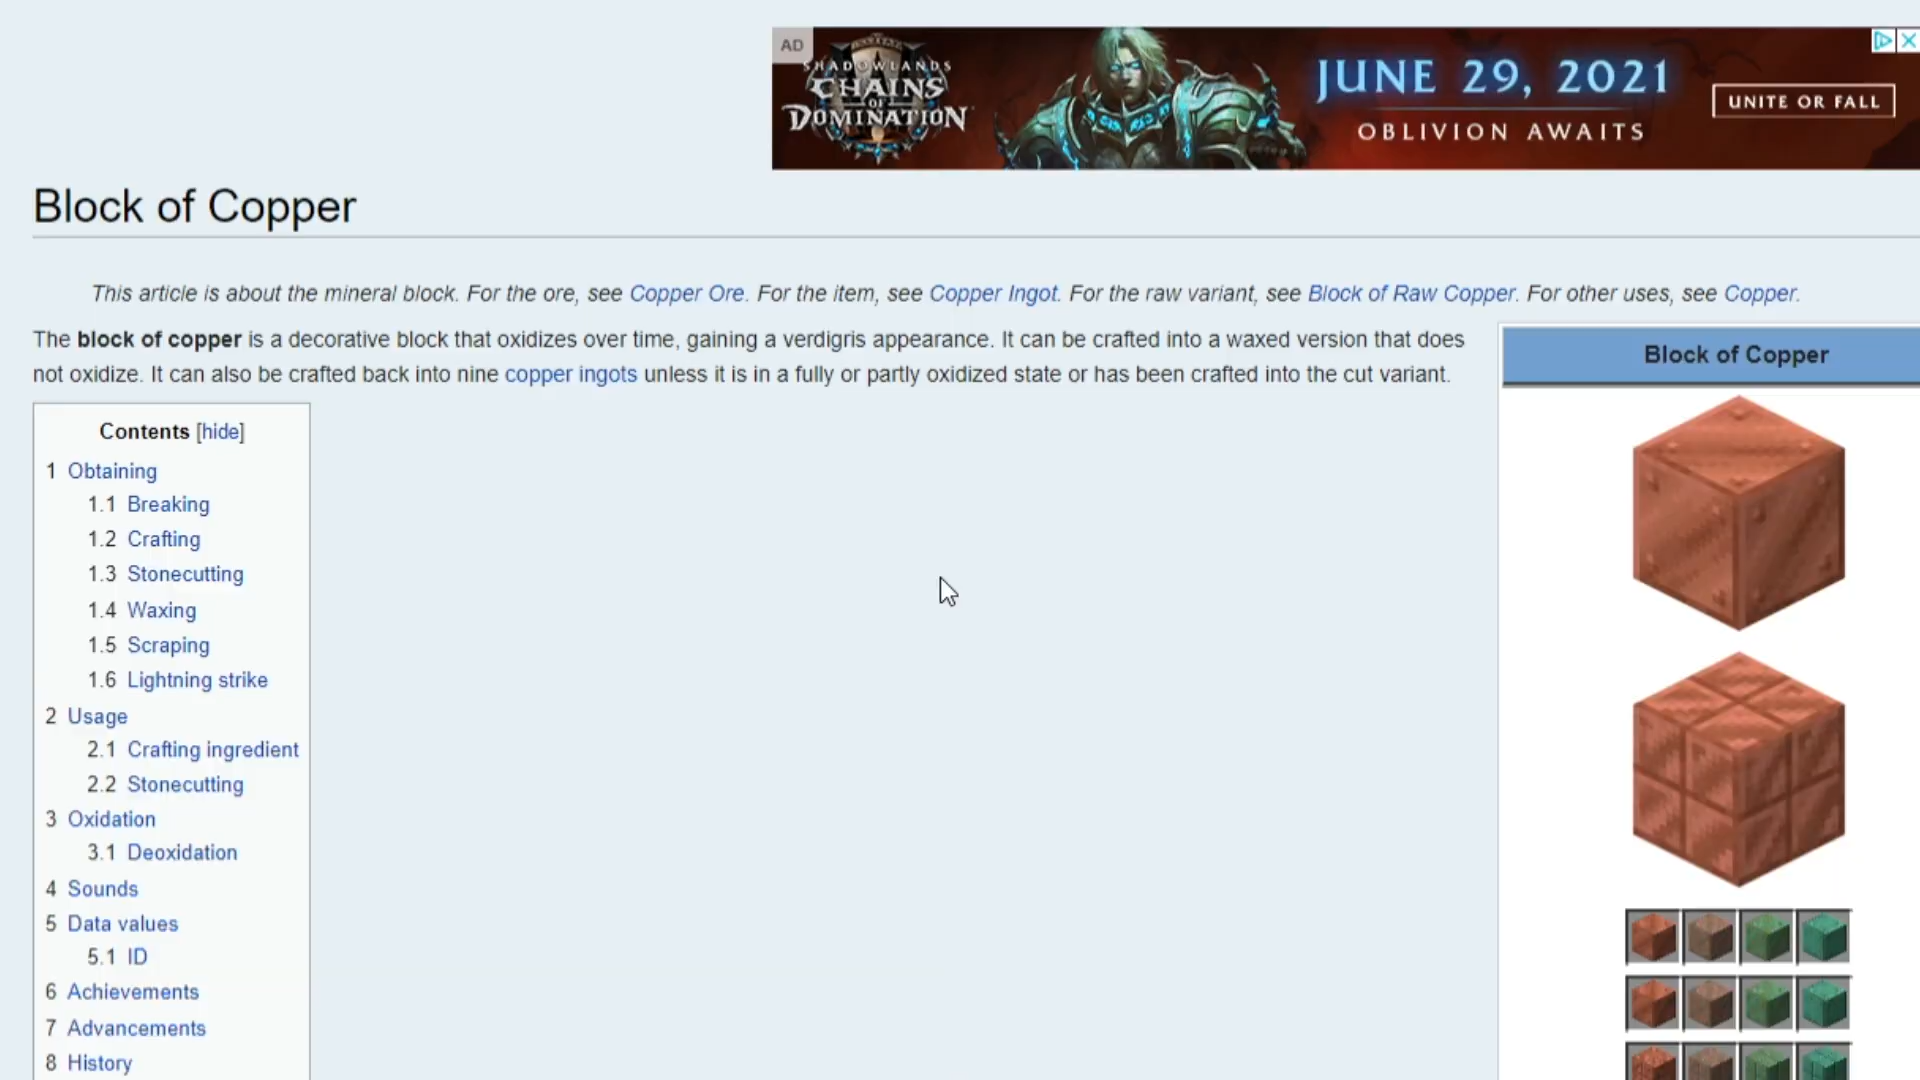 AD
SHADOWLANDS
CHAINS
OF
DOMINATION
JUNE 29, 2021
OBLIVION AWAITS
UNITE OR FALL
Block of Copper
This article is about the mineral block. For the ore, see Copper Ore. For the item, see Copper Ingot. For the raw variant, see Block of Raw Copper. For other uses, see Copper.
The block of copper is a decorative block that oxidizes over time, gaining a verdigris appearance. It can be crafted into a waxed version that does
not oxidize. It can also be crafted back into nine copper ingots unless it is in a fully or partly oxidized state or has been crafted into the cut variant.
Contents [hide]
1 Obtaining
1.1 Breaking
1.2 Crafting
1.3 Stonecutting
1.4 Waxing
1.5 Scraping
1.6 Lightning strike
2 Usage
2.1 Crafting ingredient
2.2 Stonecutting
3 Oxidation
3.1 Deoxidation
4 Sounds
5 Data values
5.1 ID
6 Achievements
7 Advancements
8 History
Block of Copper